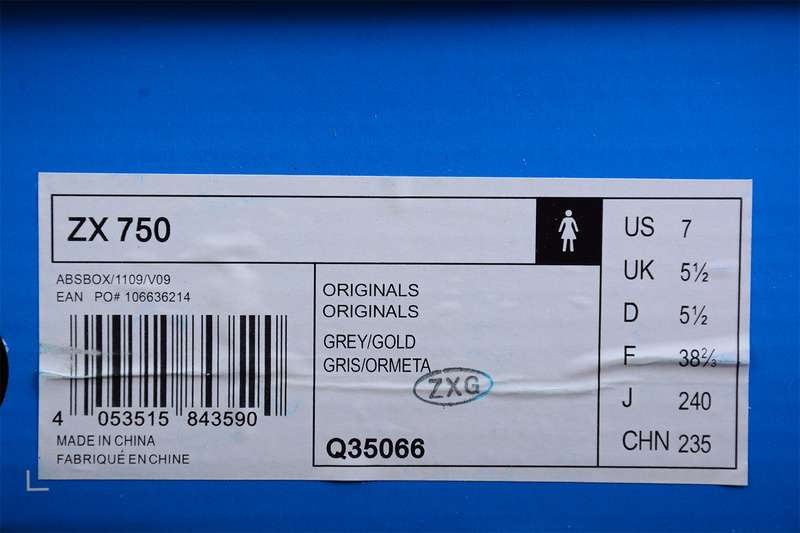 ZX 750
ABSBOX/1109/V09
EAN PO# 106636214
4 053515 843590
MADE IN CHINA
FABRIQUÉ EN CHINE
ORIGINALS
ORIGINALS
GREY/GOLD
GRIS/ORMETA
ZXG
Q35066
US 7
UK 5½
D 5½
F 38⅔
J 240
CHN 235